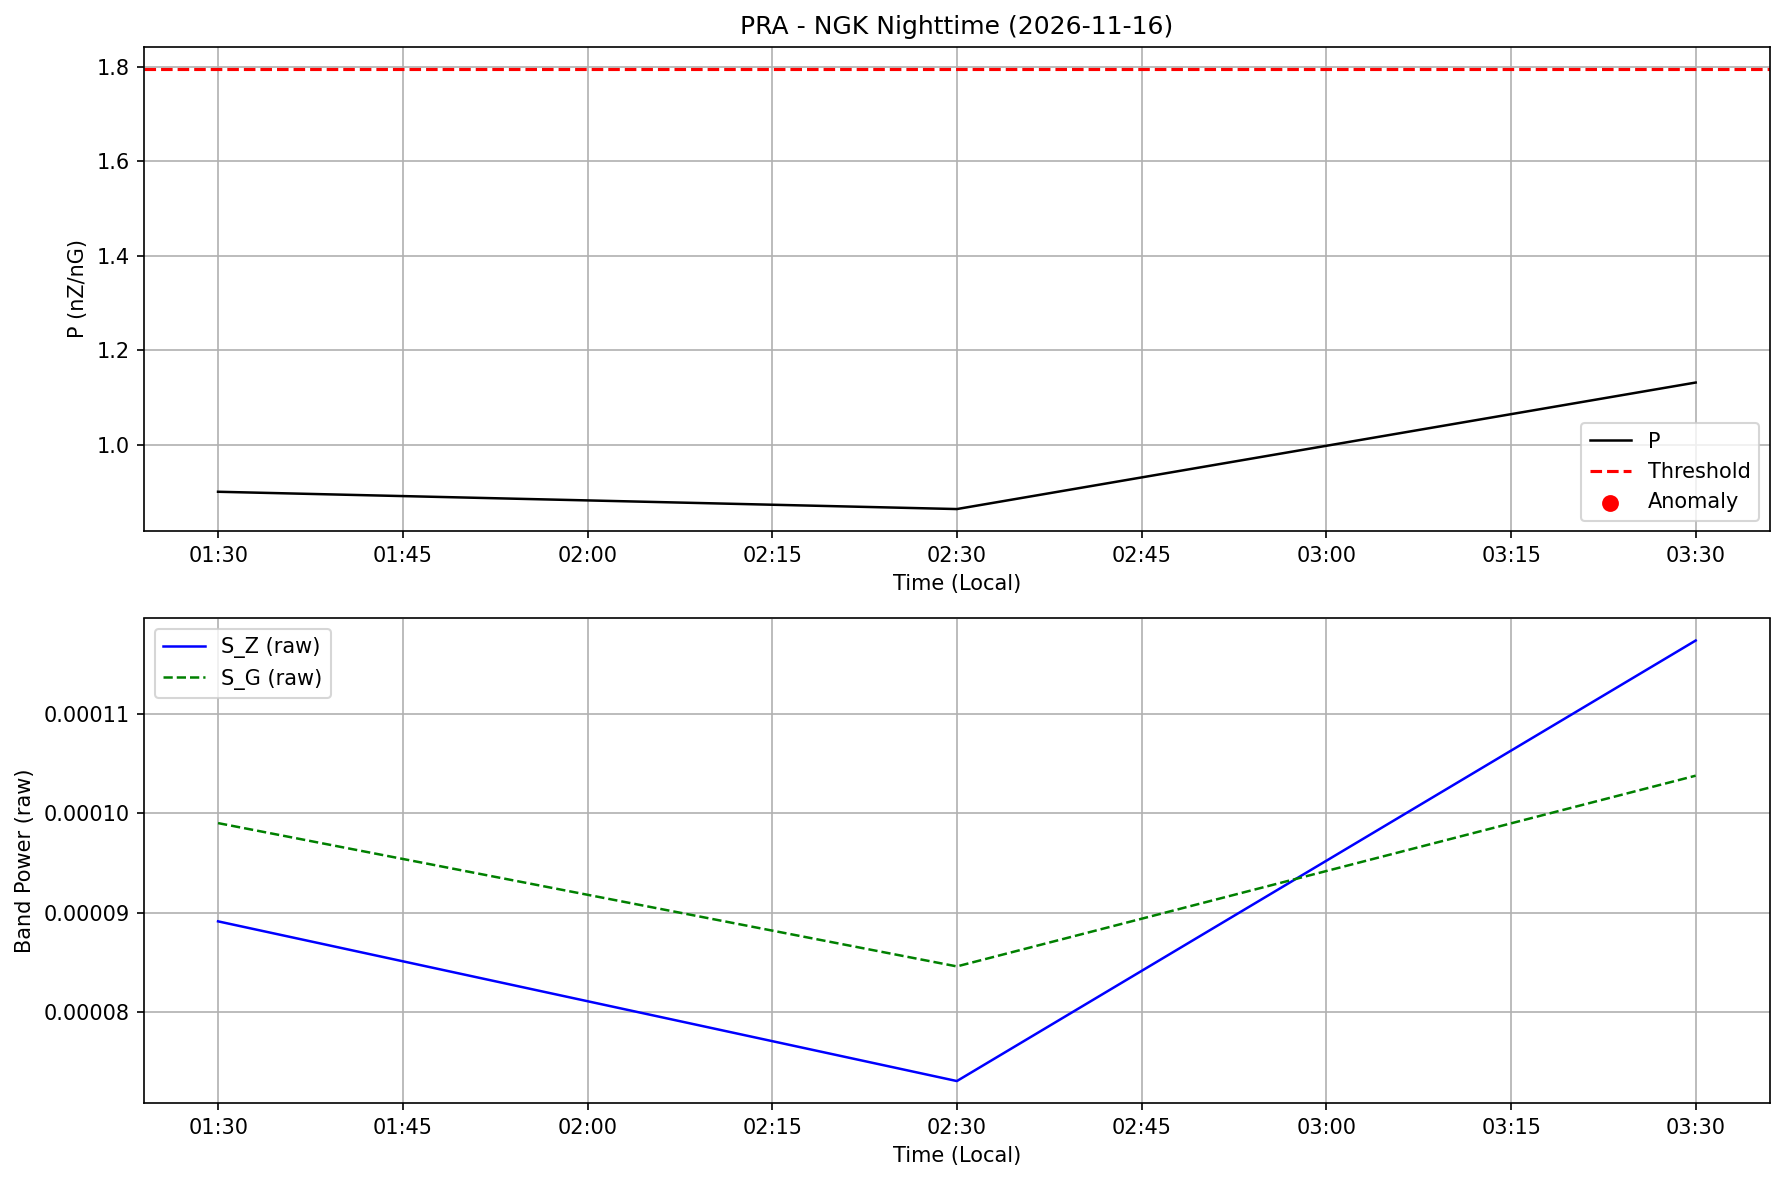 PRA - NGK Nighttime (2026-11-16)
1.8
1.6
1.4
1.2
1.0
P (nZ/nG)
P
Threshold
Anomaly
01:30 01:45 02:00 02:15 02:30 02:45 03:00 03:15 03:30
Time (Local)
S_Z (raw)
S_G (raw)
0.00011
0.00010
0.00009
0.00008
Band Power (raw)
01:30 01:45 02:00 02:15 02:30 02:45 03:00 03:15 03:30
Time (Local)